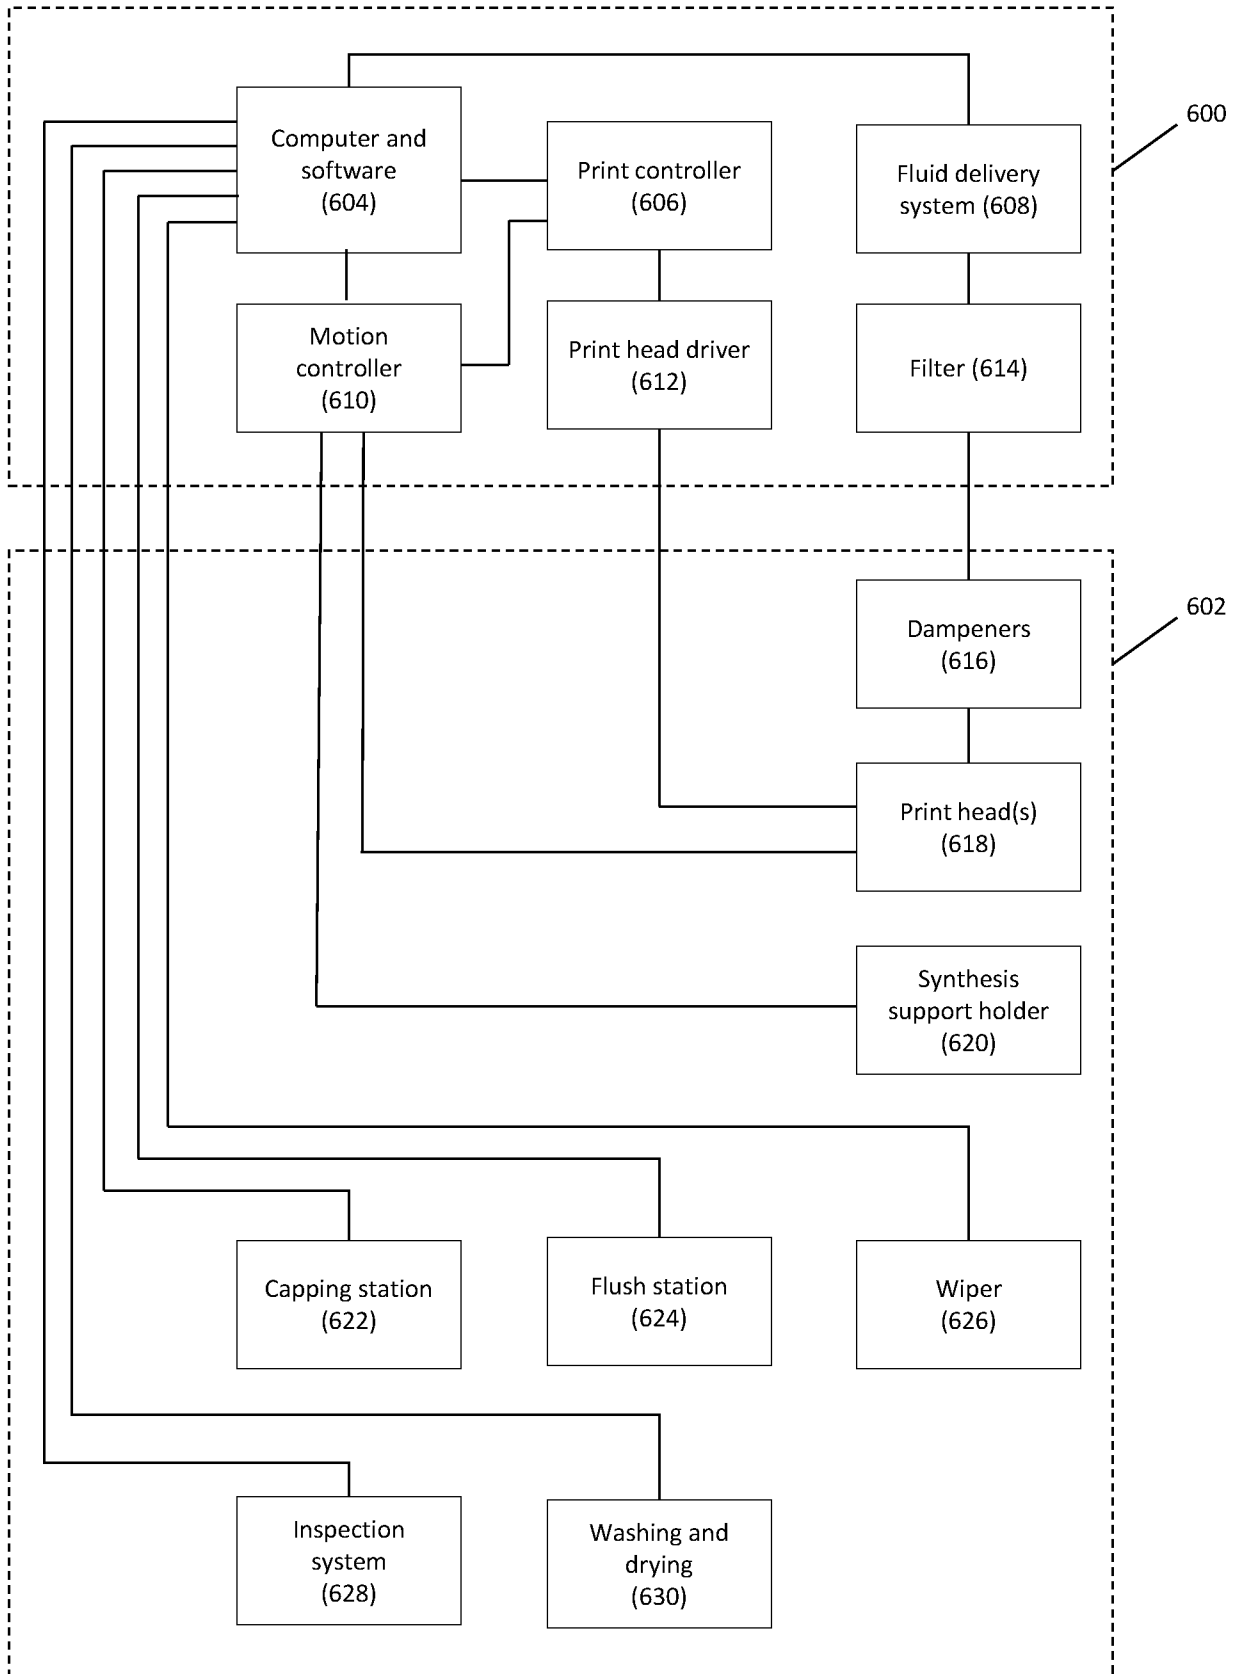 600
Computer and
software
(604)
Print controller
(606)
Fluid delivery
system (608)
Motion
controller
(610)
Print head driver
(612)
Filter (614)
602
Dampeners
(616)
Print head(s)
(618)
Synthesis
support holder
(620)
Capping station
(622)
Flush station
(624)
Wiper
(626)
Inspection
system
(628)
Washing and
drying
(630)